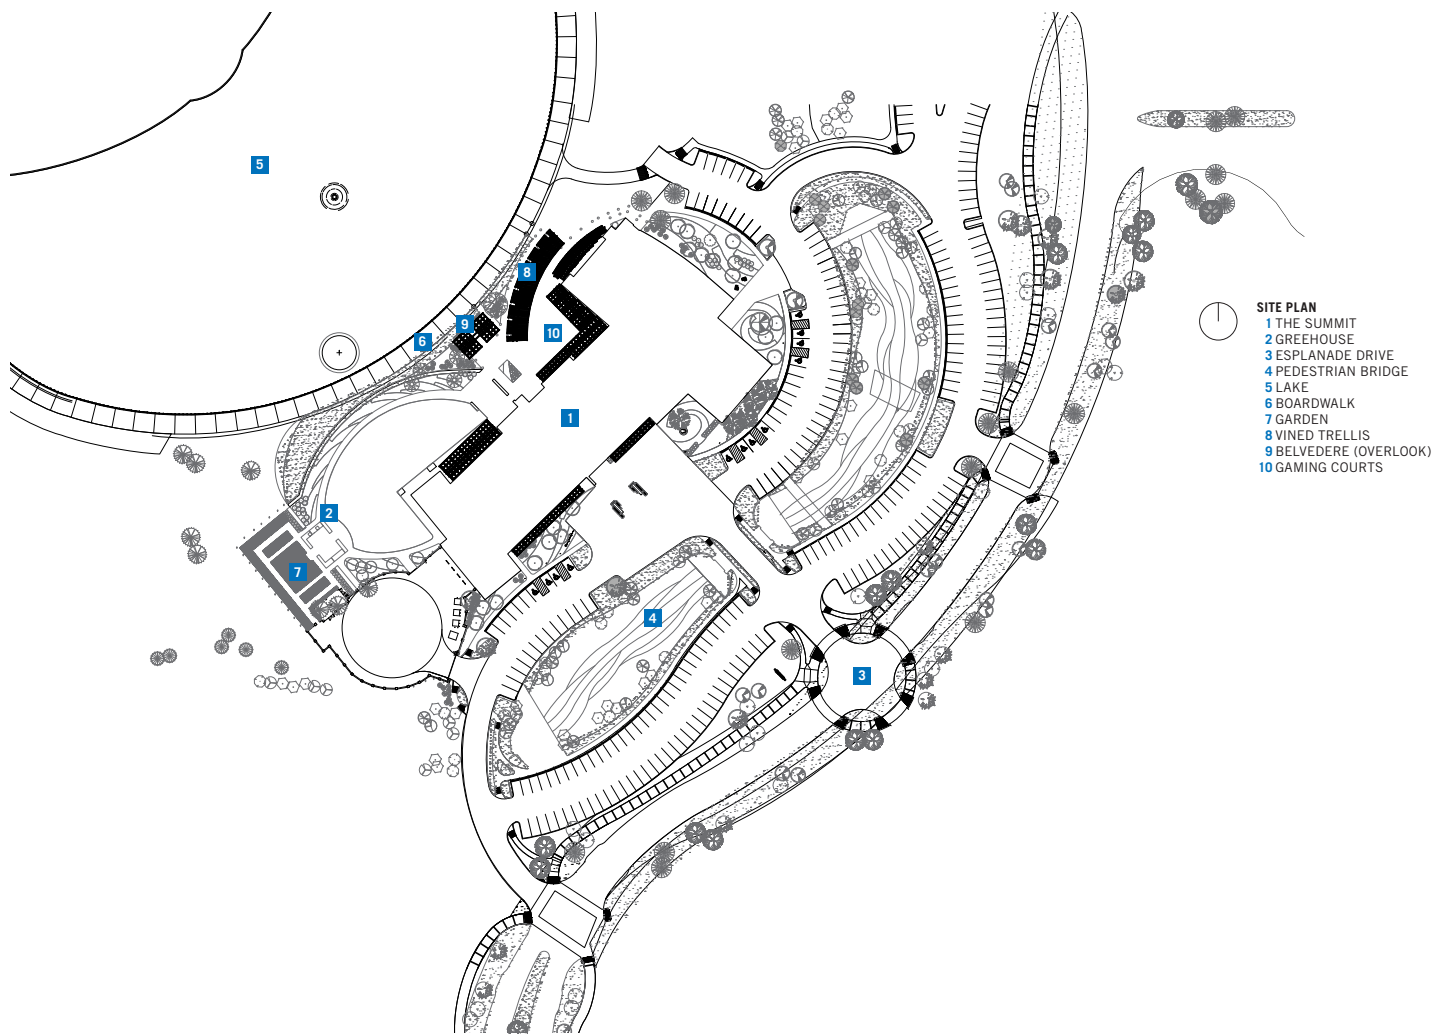 5
8
9
10
6
SITE PLAN
1 THE SUMMIT
2 GREEHOUSE
3 ESPLANADE DRIVE
4 PEDESTRIAN BRIDGE
5 LAKE
6 BOARDWALK
7 GARDEN
8 VINED TRELLIS
9 BELVEDERE (OVERLOOK)
10 GAMING COURTS
1
2
7
4
3